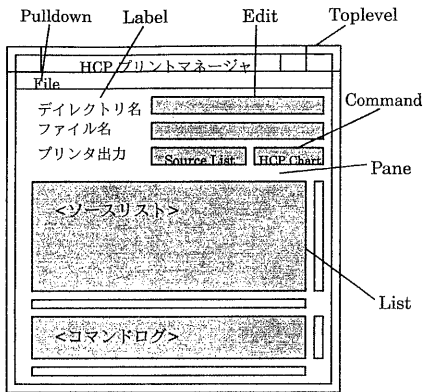 Pulldown Label Edit Toplevel
HCP プリントマネージャ
File
デイレクトリ名
ファイル名
Command
プリンタ出力 Source List HCP Chart
Pane
<ソースリスト>
List
<コマンドログ>